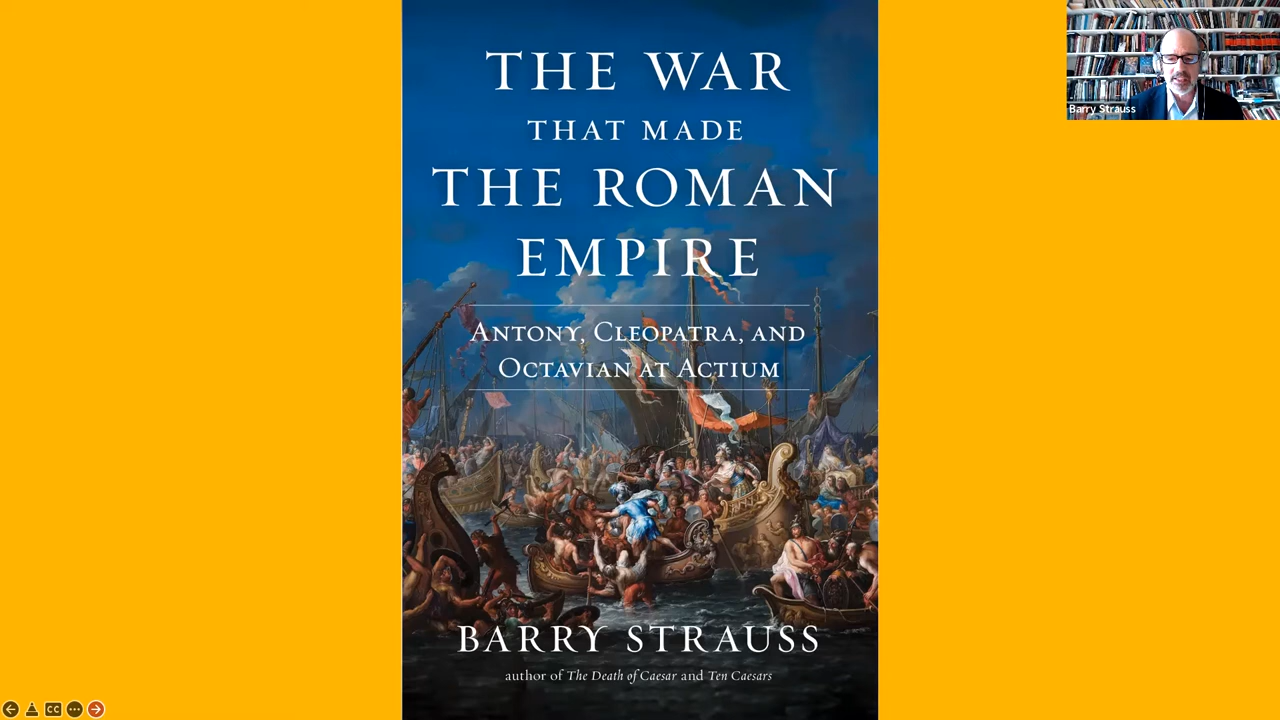 THE WAR
THAT MADE
THE ROMAN
EMPIRE
ANTONY, CLEOPATRA, AND
OCTAVIAN AT ACTIUM
BARRY STRAUSS
author of The Death of Caesar and Ten Caesars
Barry Strauss
CC